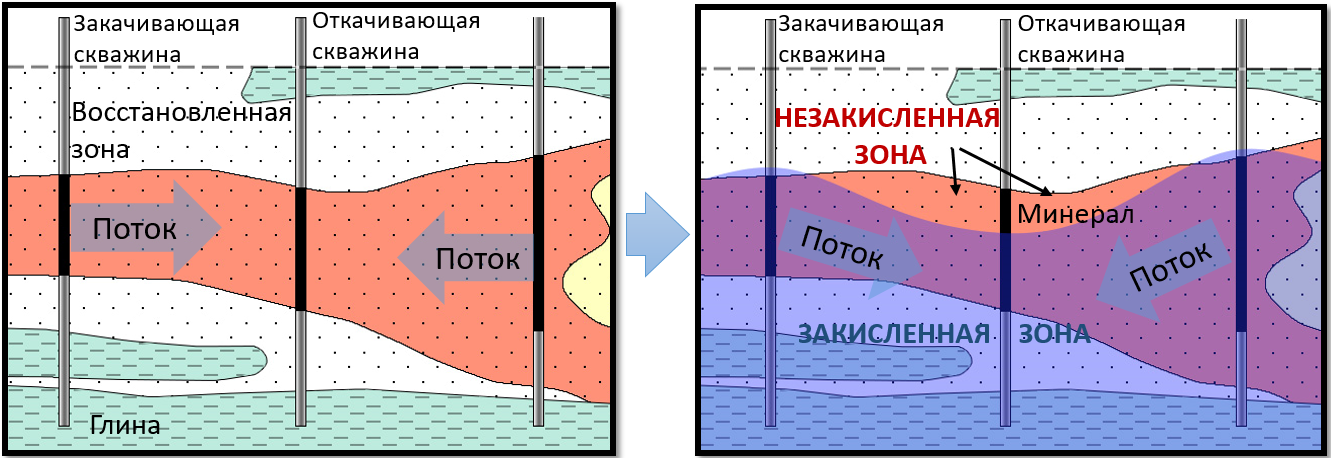 Закачивающая
скважина
Откачивающая
скважина
Восстановленная
зона
Поток
Поток
Глина
Закачивающая
скважина
Откачивающая
скважина
НЕЗАКИСЛЕННАЯ
ЗОНА
Минерал
Поток
Поток
ЗАКИСЛЕННАЯ ЗОНА